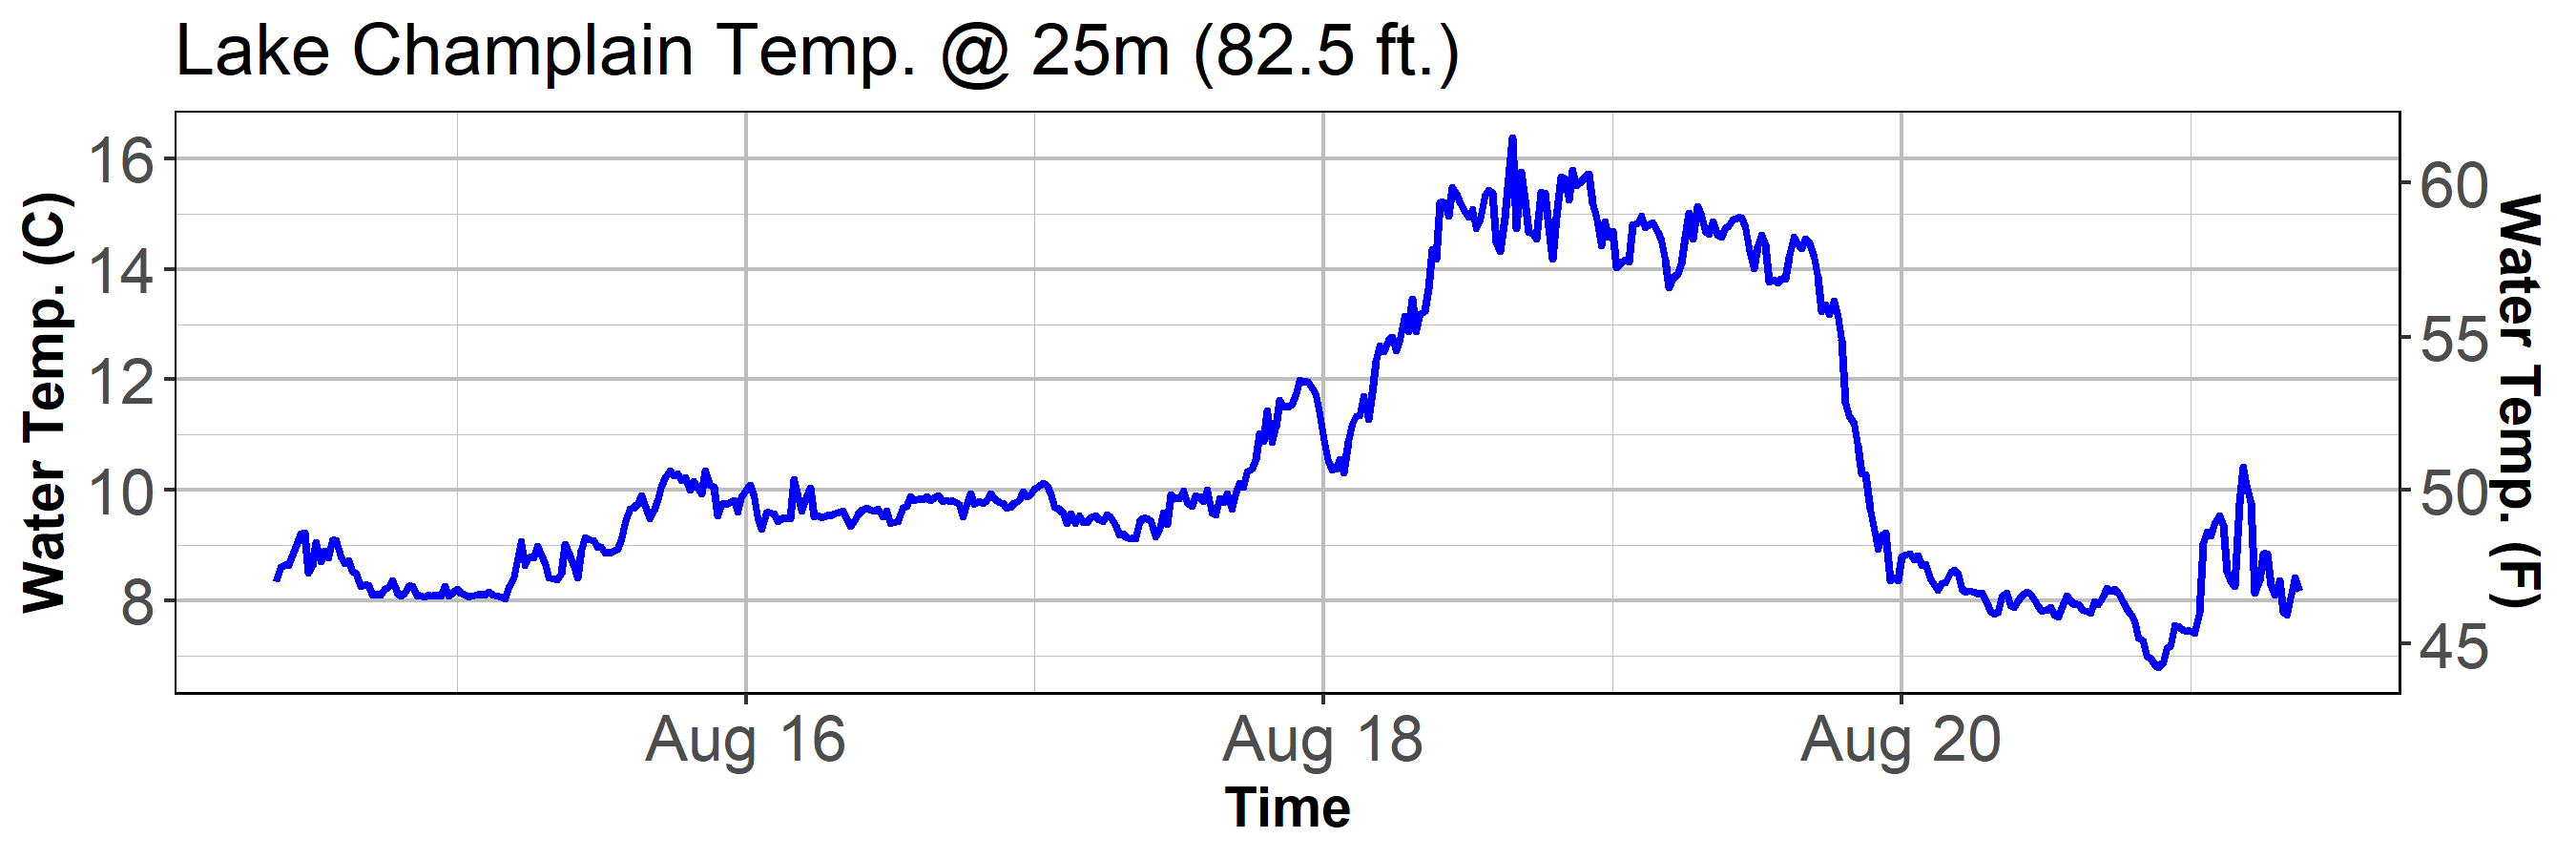 Lake Champlain Temp. @ 25m (82.5 ft.)
Water Temp. (C)
16
14
12
10
8
60
55
50
45
Water Temp. (F)
Aug 16 Aug 18 Aug 20
Time